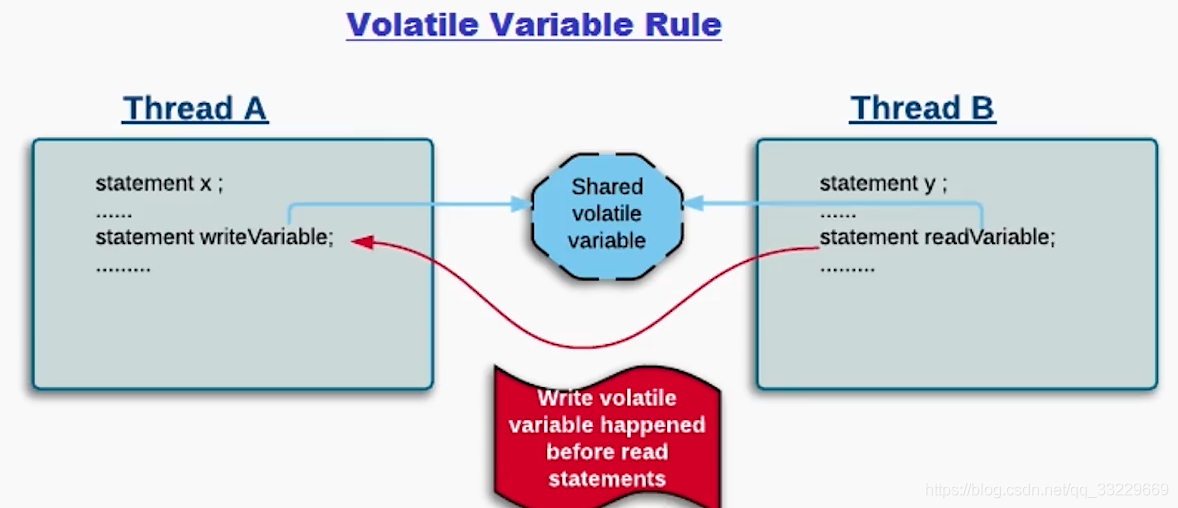 Volatile Variable Rule
Thread A
statement x ;
......
statement writeVariable;
.........
Shared
volatile
variable
Thread B
statement y ;
......
statement readVariable;
.........
Write volatile
variable happened
before read
statements
https://blog.csdn.net/qq_33229669